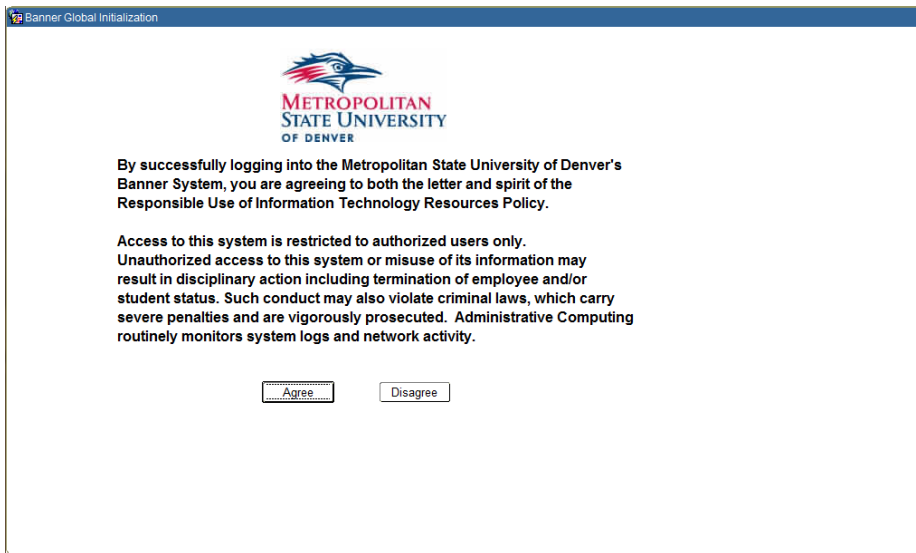 Banner Global Initialization
METROPOLITAN
STATE UNIVERSITY
OF DENVER
By successfully logging into the Metropolitan State University of Denver's
Banner System, you are agreeing to both the letter and spirit of the
Responsible Use of Information Technology Resources Policy.
Access to this system is restricted to authorized users only.
Unauthorized access to this system or misuse of its information may
result in disciplinary action including termination of employee and/or
student status. Such conduct may also violate criminal laws, which carry
severe penalties and are vigorously prosecuted.  Administrative Computing
routinely monitors system logs and network activity.
Agree
Disagree